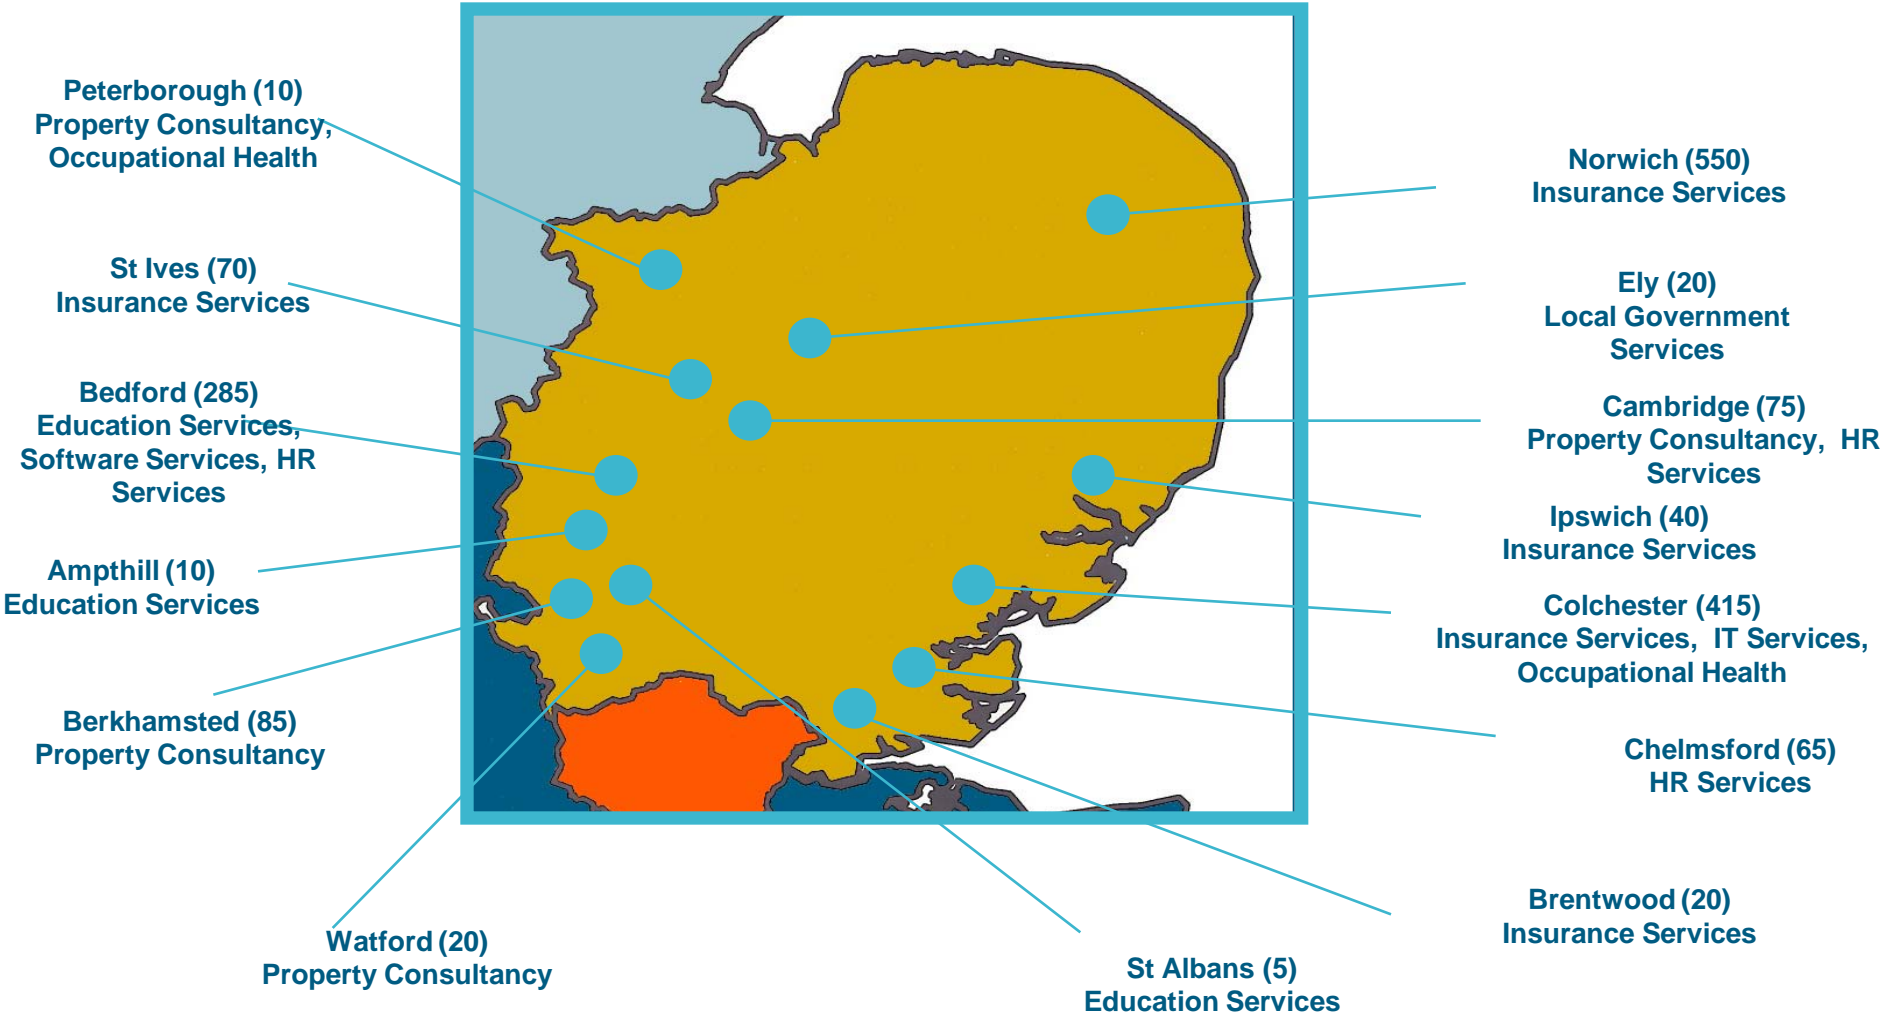 Peterborough (10)
Property Consultancy,
Occupational Health
St Ives (70)
Insurance Services
Bedford (285)
Education Services,
Software Services, HR
Services
Ampthill (10)
Education Services
Berkhamsted (85)
Property Consultancy
Watford (20)
Property Consultancy
Norwich (550)
Insurance Services
Ely (20)
Local Government
Services
Cambridge (75)
Property Consultancy, HR
Services
Ipswich (40)
Insurance Services
Colchester (415)
Insurance Services, IT Services,
Occupational Health
Chelmsford (65)
HR Services
Brentwood (20)
Insurance Services
St Albans (5)
Education Services